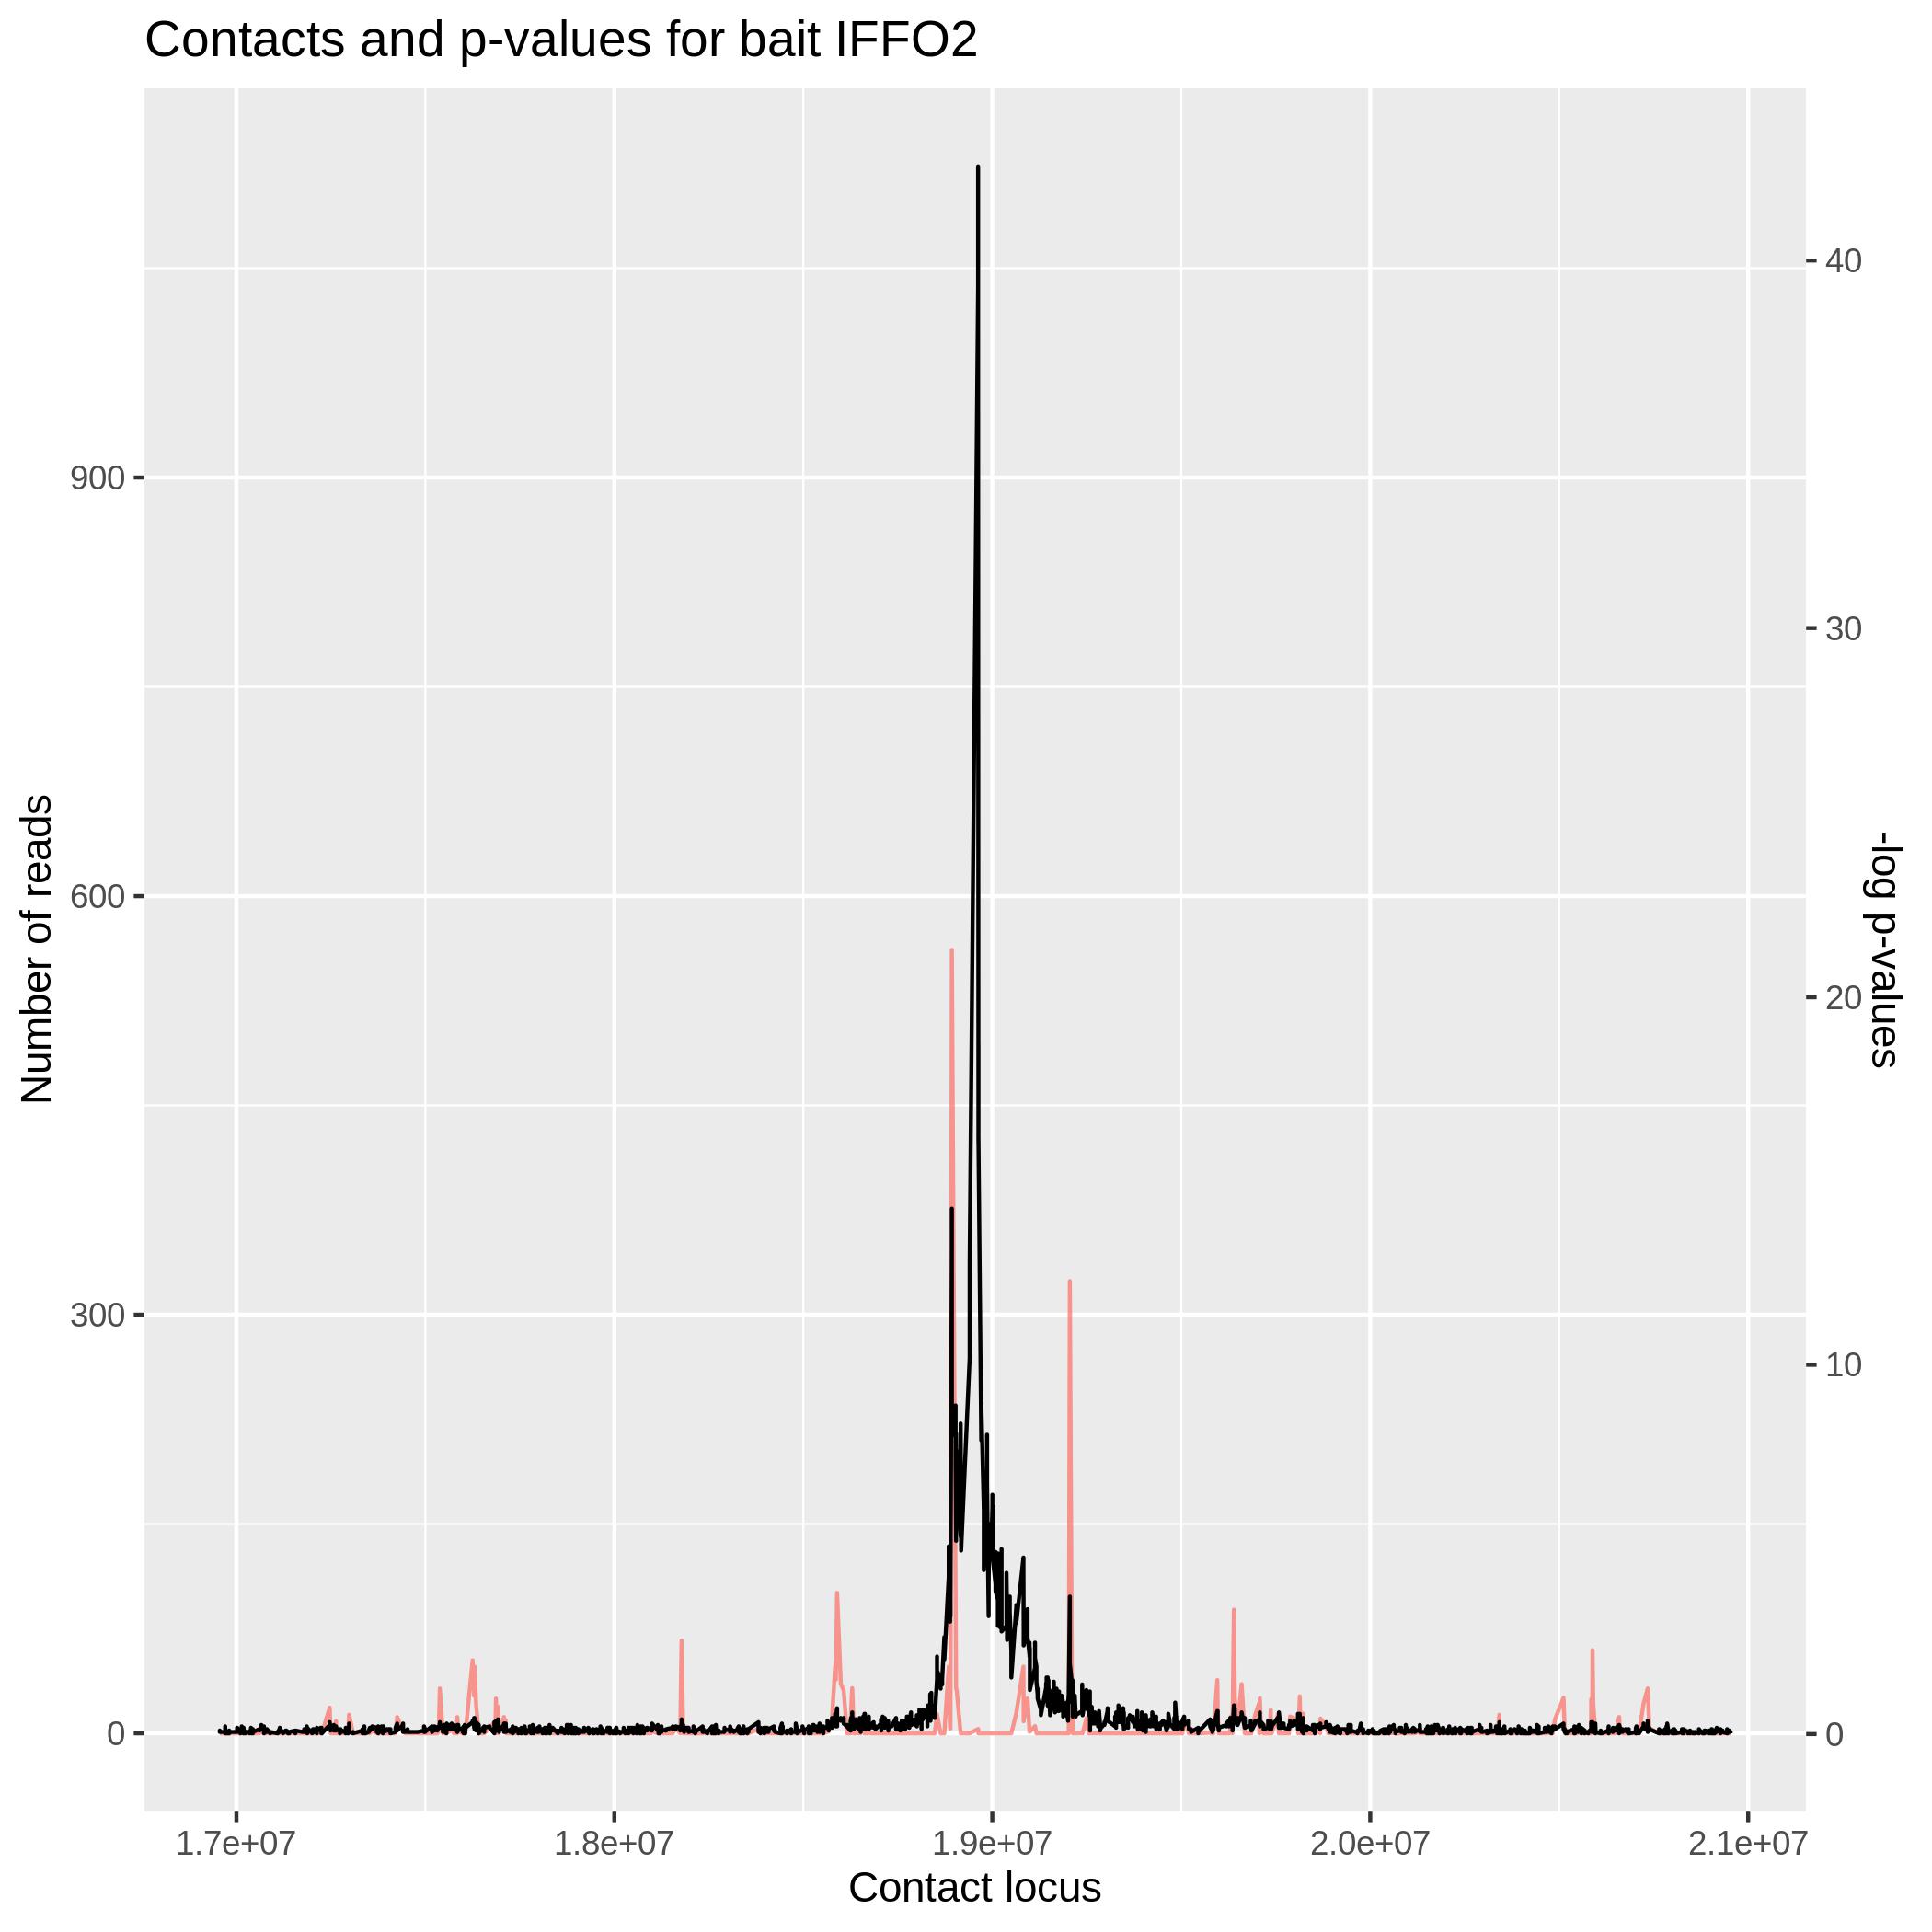 Contacts and p-values for bait IFFO2
Number of reads
900
600
300
0
40
30
20
10
0
-log p-values
1.7e+07
1.8e+07
1.9e+07
2.0e+07
2.1e+07
Contact locus